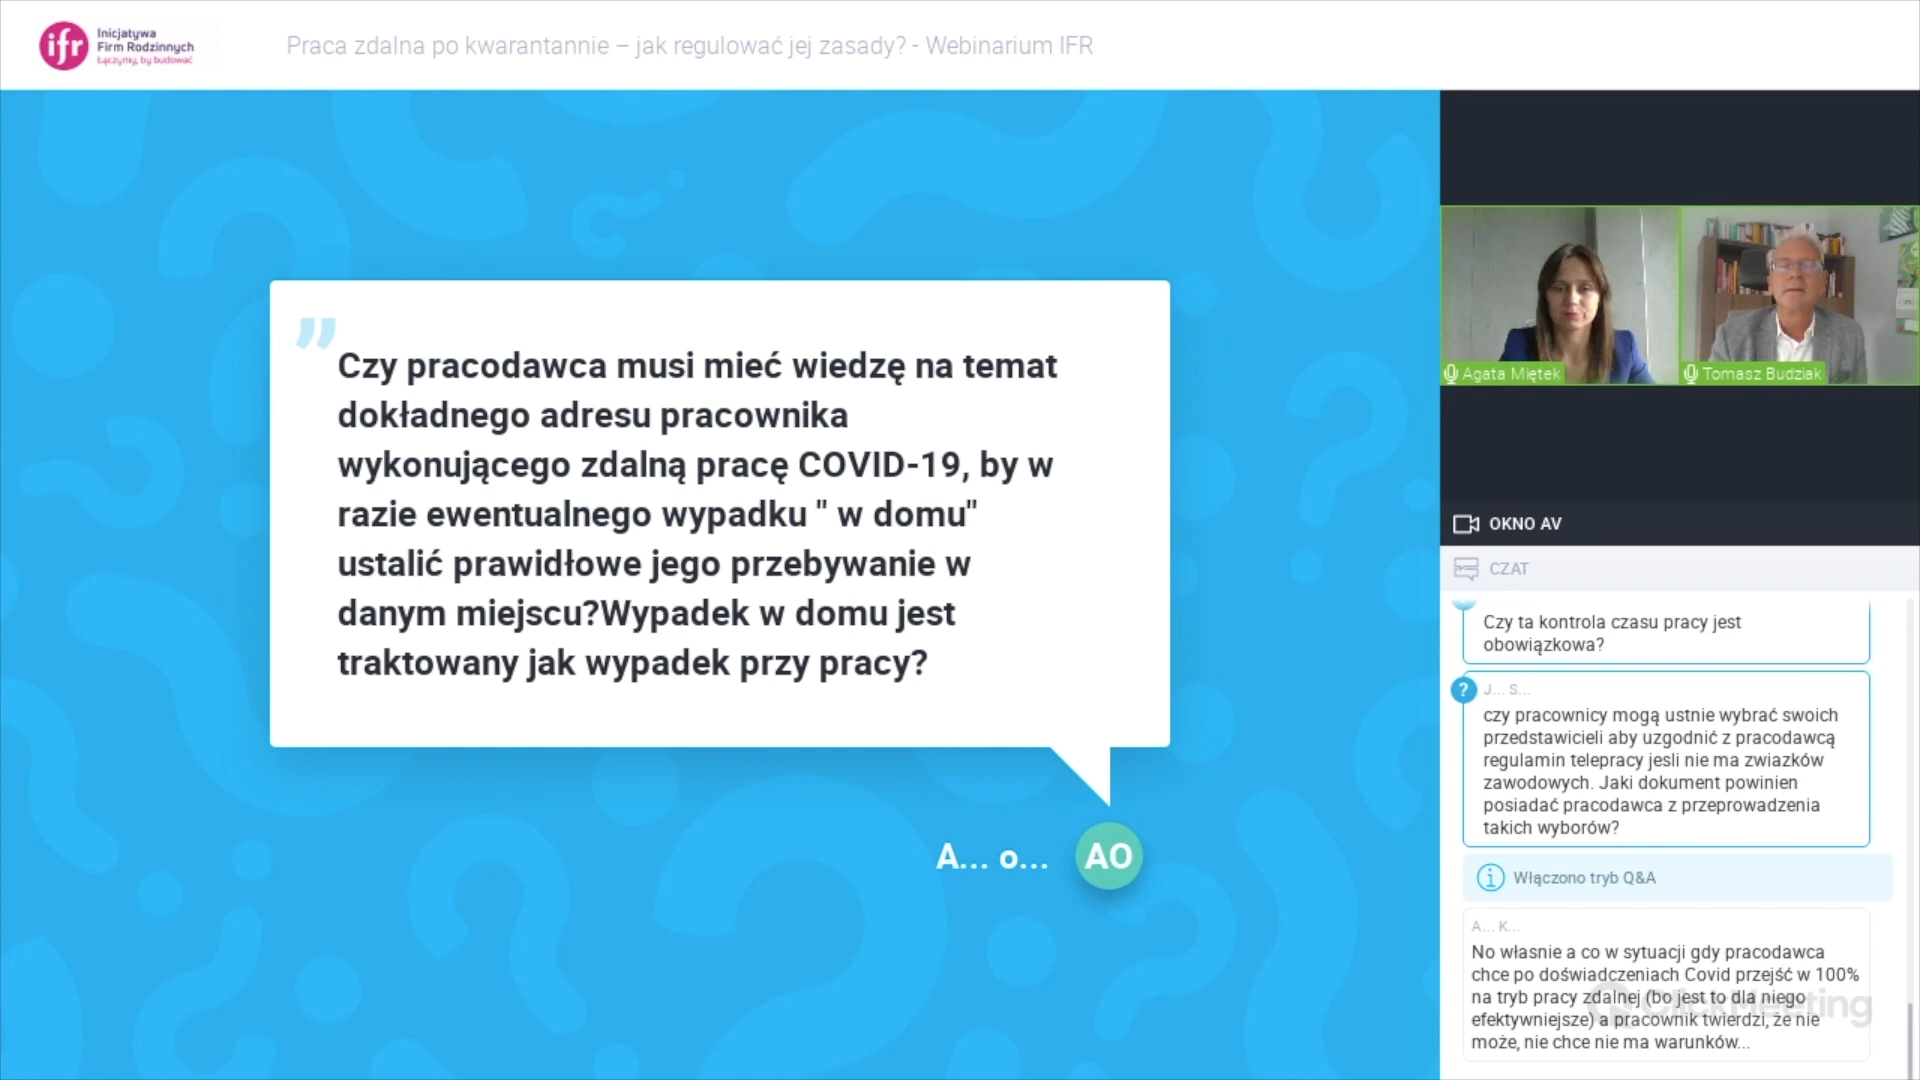 ifr
Inicjatywa
Firm Rodzinnych
Łączymy, by budować
Praca zdalna po kwarantannie – jak regulować jej zasady? - Webinarium IFR
Czy pracodawca musi mieć wiedzę na temat
dokładnego adresu pracownika
wykonującego zdalną pracę COVID-19, by w
razie ewentualnego wypadku " w domu"
ustalić prawidłowe jego przebywanie w
danym miejscu?Wypadek w domu jest
traktowany jak wypadek przy pracy?
A... o...
AO
Agata Miętek
Tomasz Budziak
OKNO AV
CZAT
Czy ta kontrola czasu pracy jest
obowiązkowa?
J... S...
czy pracownicy mogą ustnie wybrać swoich
przedstawicieli aby uzgodnić z pracodawcą
regulamin telepracy jesli nie ma zwiazków
zawodowych. Jaki dokument powinien
posiadać pracodawca z przeprowadzenia
takich wyborów?
Włączono tryb Q&A
A... K...
No własnie a co w sytuacji gdy pracodawca
chce po doświadczeniach Covid przejść w 100%
na tryb pracy zdalnej (bo jest to dla niego
efektywniejsze) a pracownik twierdzi, że nie
może, nie chce nie ma warunków...
ClickMeeting